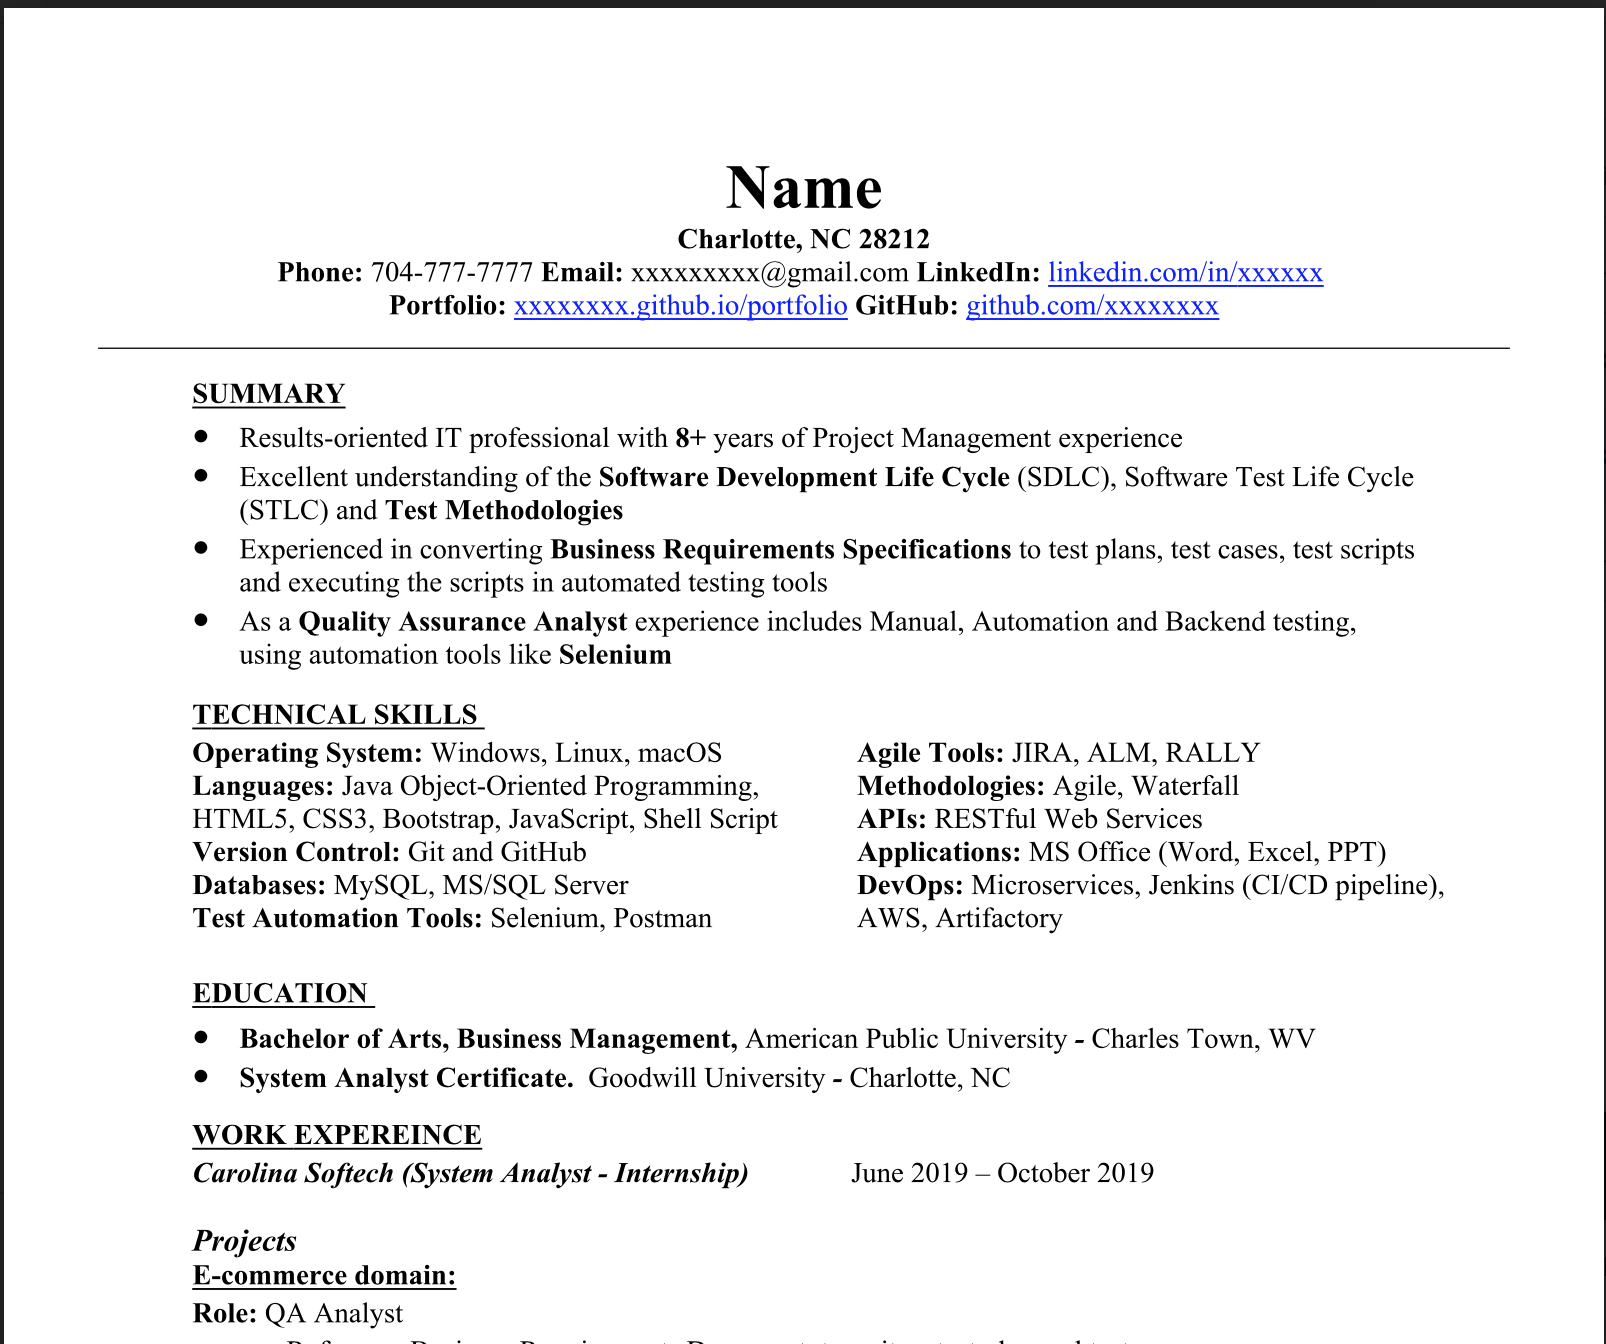 Name
Charlotte, NC 28212
Phone: 704-777-7777 Email: xxxxxxxxx@gmail.com LinkedIn: linkedin.com/in/xxxxxx
Portfolio: xxxxxxxx.github.io/portfolio GitHub: github.com/xxxxxxxx
SUMMARY
● Results-oriented IT professional with 8+ years of Project Management experience
● Excellent understanding of the Software Development Life Cycle (SDLC), Software Test Life Cycle
(STLC) and Test Methodologies
● Experienced in converting Business Requirements Specifications to test plans, test cases, test scripts
and executing the scripts in automated testing tools
● As a Quality Assurance Analyst experience includes Manual, Automation and Backend testing,
using automation tools like Selenium
TECHNICAL SKILLS
Operating System: Windows, Linux, macOS
Languages: Java Object-Oriented Programming,
HTML5, CSS3, Bootstrap, JavaScript, Shell Script
Version Control: Git and GitHub
Databases: MySQL, MS/SQL Server
Test Automation Tools: Selenium, Postman
Agile Tools: JIRA, ALM, RALLY
Methodologies: Agile, Waterfall
APIs: RESTful Web Services
Applications: MS Office (Word, Excel, PPT)
DevOps: Microservices, Jenkins (CI/CD pipeline),
AWS, Artifactory
EDUCATION
● Bachelor of Arts, Business Management, American Public University - Charles Town, WV
● System Analyst Certificate. Goodwill University - Charlotte, NC
WORK EXPEREINCE
Carolina Softech (System Analyst - Internship) June 2019 – October 2019
Projects
E-commerce domain:
Role: QA Analyst